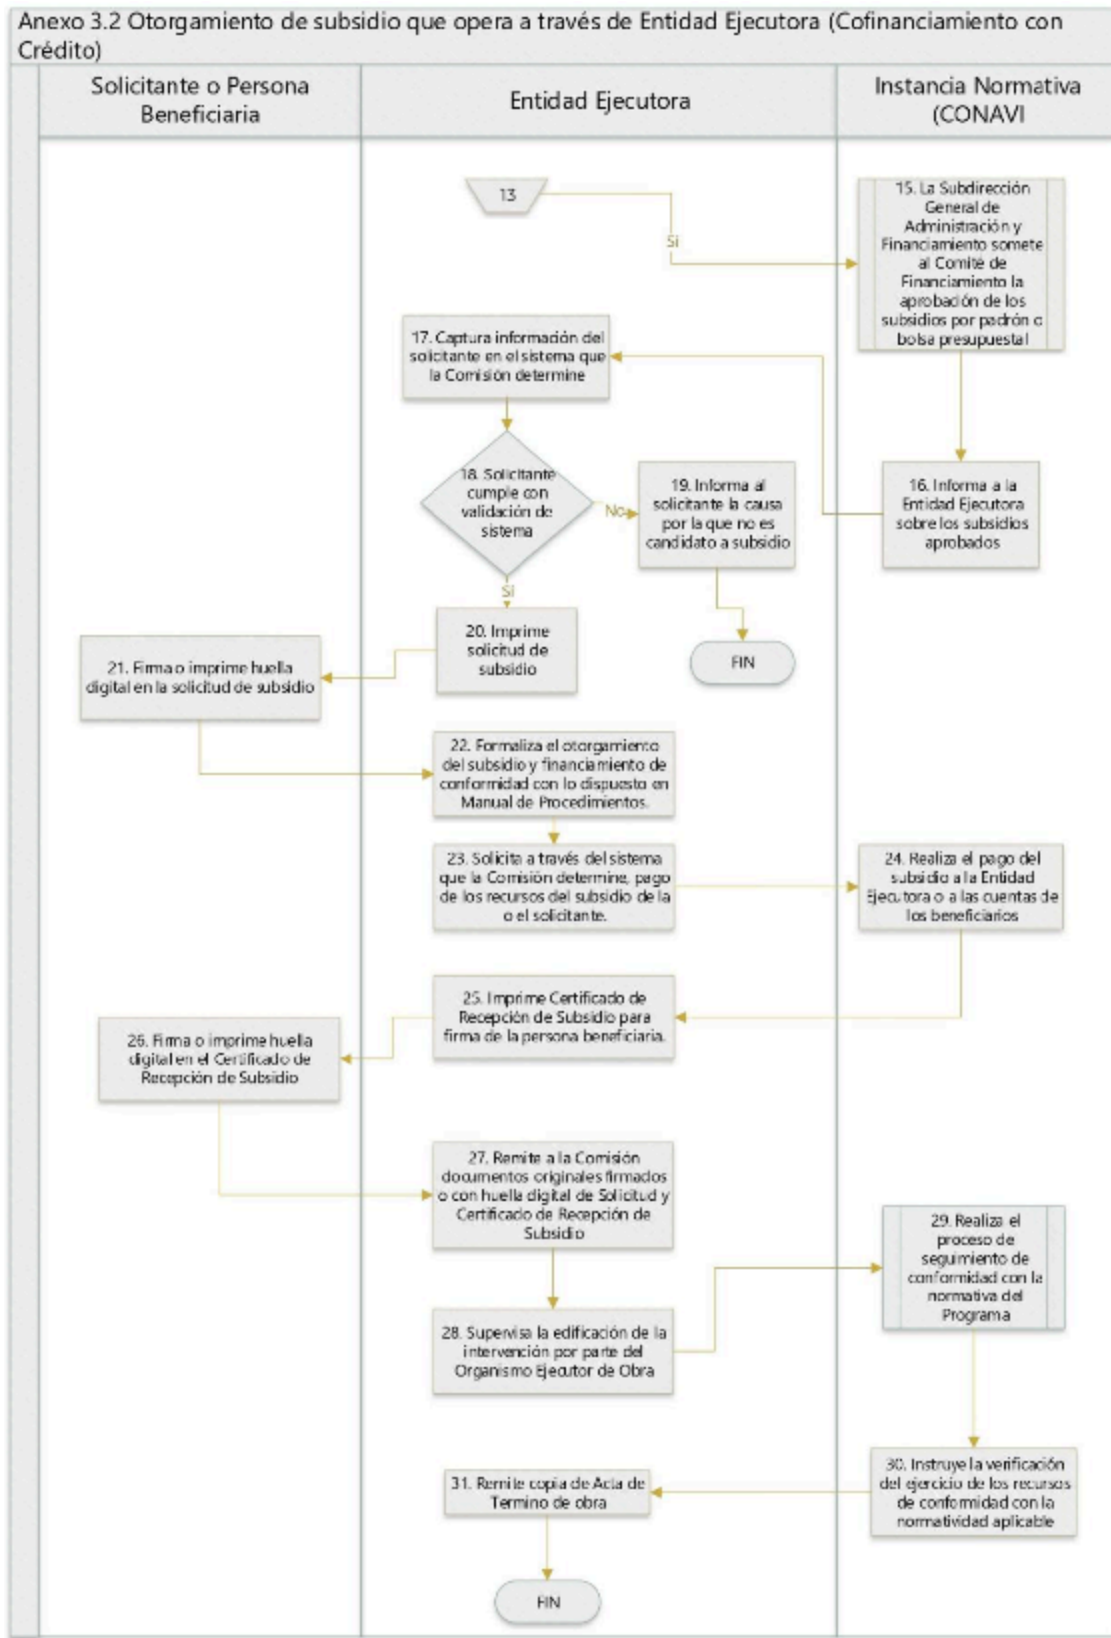 Anexo 3.2 Otorgamiento de subsidio que opera a través de Entidad Ejecutora (Cofinanciamiento con
Crédito)
Solicitante o Persona
Beneficiaria
Entidad Ejecutora
Instancia Normativa
(CONAVI
13
Si
15. La Subdirección
General de
Administración y
Financiamiento somete
al Comité de
Financiamiento la
aprobación de los
subsidios por padrón o
bolsa presupuestal
16. Informa a la
Entidad Ejecutora
sobre los subsidios
aprobados
17. Captura información del
solicitante en el sistema que
la Comisión determine
18. Solicitante
cumple con
validación de
sistema
No
19. Informa al
solicitante la causa
por la que no es
candidato a subsidio
FIN
Si
20. Imprime
solicitud de
subsidio
21. Firma o imprime huella
digital en la solicitud de subsidio
22. Formaliza el otorgamiento
del subsidio y financiamiento de
conformidad con lo dispuesto en
Manual de Procedimientos.
23. Solicita a través del sistema
que la Comisión determine, pago
de los recursos del subsidio de la
o el solicitante.
24. Realiza el pago del
subsidio a la Entidad
Ejecutora o a las cuentas de
los beneficiarios
25. Imprime Certificado de
Recepción de Subsidio para
firma de la persona beneficiaria.
26. Firma o imprime huella
digital en el Certificado de
Recepción de Subsidio
27. Remite a la Comisión
documentos originales firmados
o con huella digital de Solicitud y
Certificado de Recepción de
Subsidio
28. Supervisa la edificación de la
intervención por parte del
Organismo Ejecutor de Obra
29. Realiza el
proceso de
seguimiento de
conformidad con la
normativa del
Programa
30. Instruye la verificación
del ejercicio de los recursos
de conformidad con la
normatividad aplicable
31. Remite copia de Acta de
Termino de obra
FIN